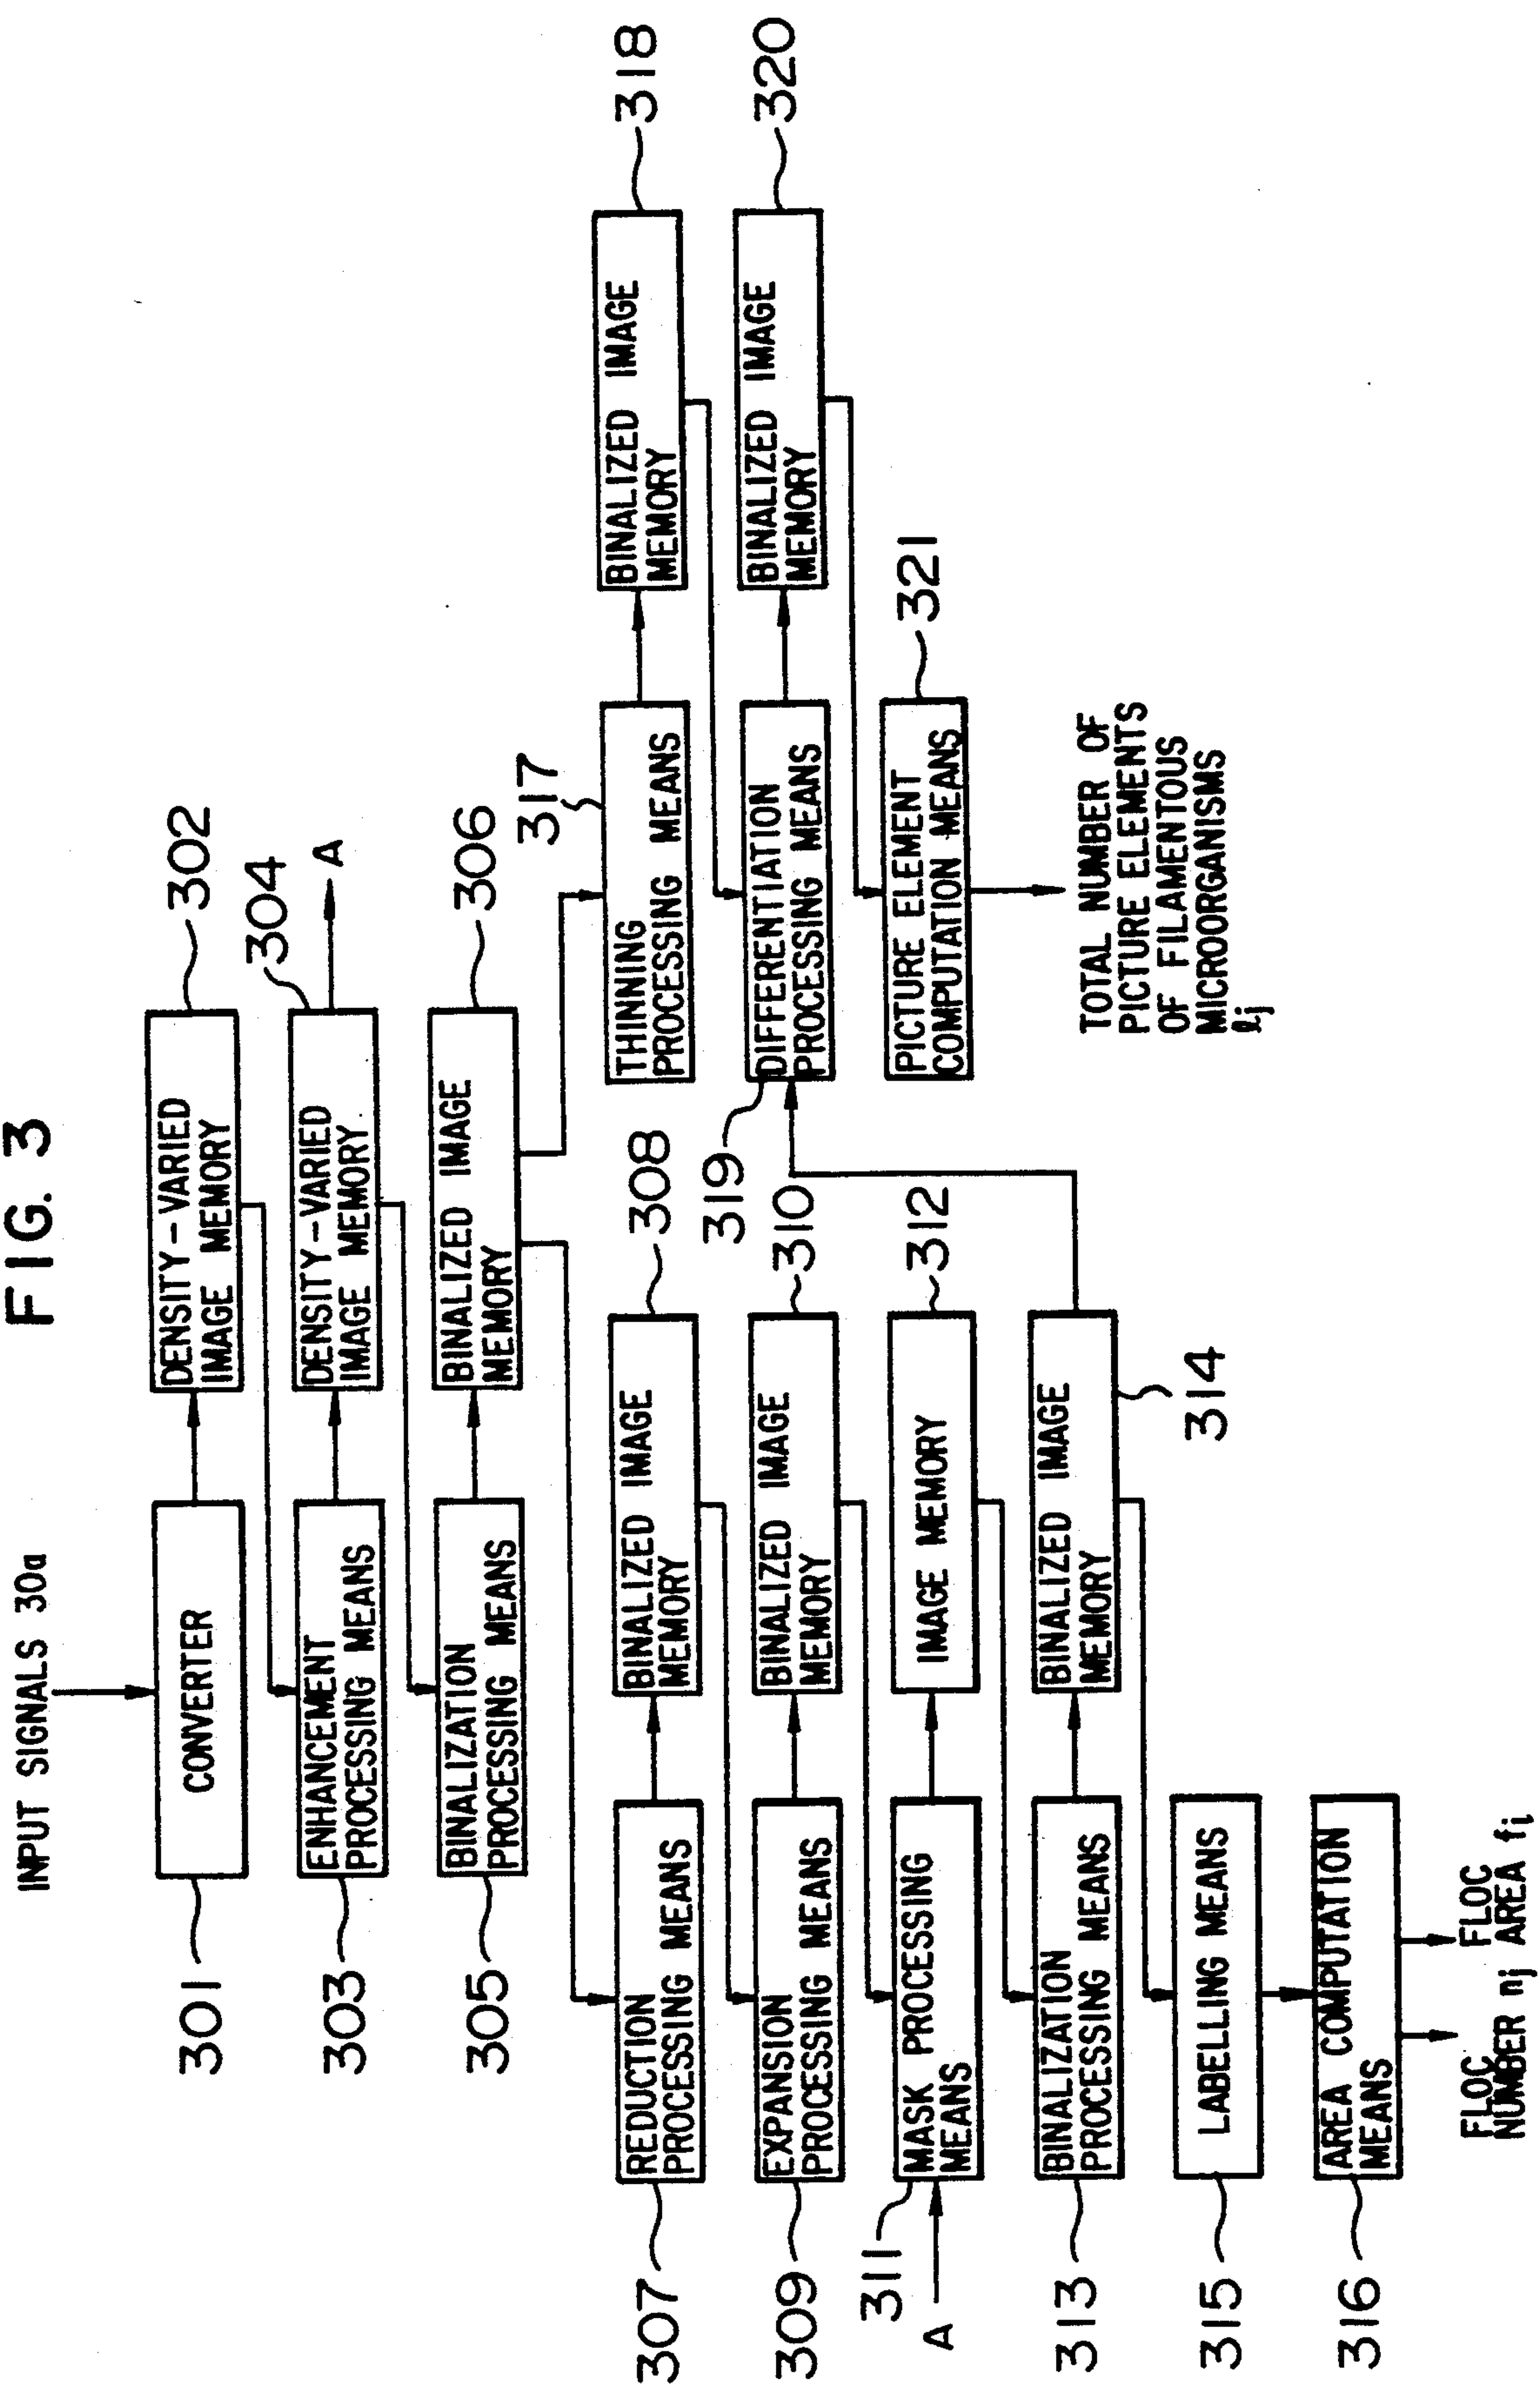 FIG. 3
INPUT SIGNALS 30a
301
CONVERTER
DENSITY-VARIED
IMAGE MEMORY
302
303
ENHANCEMENT
PROCESSING MEANS
DENSITY-VARIED
IMAGE MEMORY
304
A
305
BINALIZATION
PROCESSING MEANS
BINALIZED IMAGE
MEMORY
306
307
REDUCTION
PROCESSING MEANS
BINALIZED IMAGE
MEMORY
308
317
THINNING
PROCESSING MEANS
BINALIZED IMAGE
MEMORY
318
309
EXPANSION
PROCESSING MEANS
BINALIZED IMAGE
MEMORY
310
319
DIFFERENTIATION
PROCESSING MEANS
BINALIZED IMAGE
MEMORY
320
311
A
MASK PROCESSING
MEANS
IMAGE MEMORY
312
PICTURE ELEMENT
COMPUTATION MEANS
321
313
BINALIZATION
PROCESSING MEANS
BINALIZED IMAGE
MEMORY
314
TOTAL NUMBER OF
PICTURE ELEMENTS
OF FILAMENTOUS
MICROORGANISMS
ℓj
315
LABELLING MEANS
316
AREA COMPUTATION
MEANS
FLOC
NUMBER nj
FLOC
AREA fi